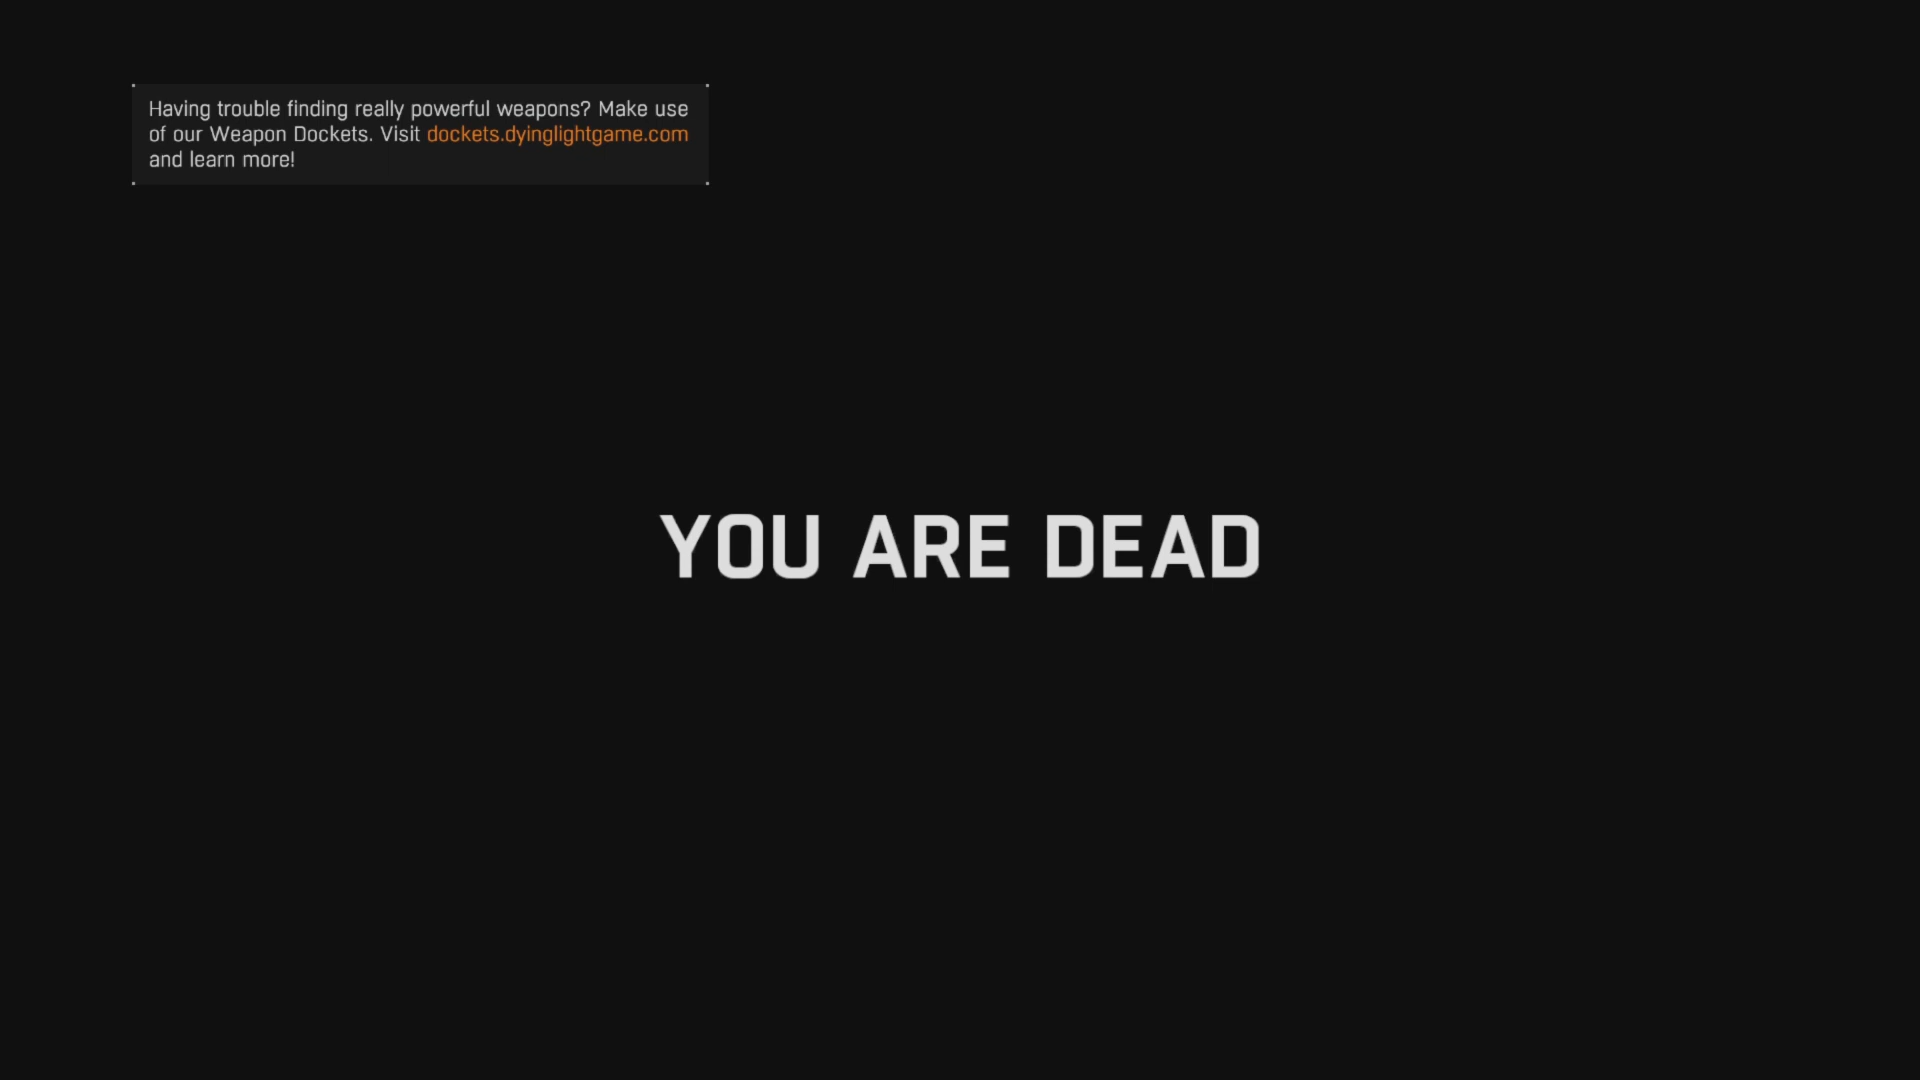 Having trouble finding really powerful weapons? Make use
of our Weapon Dockets. Visit dockets.dyinglightgame.com
and learn more!
YOU ARE DEAD